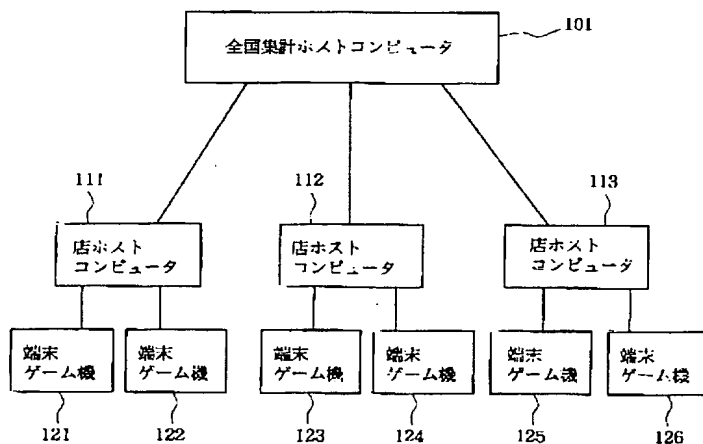 全国集計ホストコンピュータ
101
111
112
113
店ホスト
コンピュータ
店ホスト
コンピュータ
店ホスト
コンピュータ
端末
ゲーム機
端末
ゲーム機
端末
ゲーム機
端末
ゲーム機
端末
ゲーム機
端末
ゲーム機
121
122
123
124
125
126